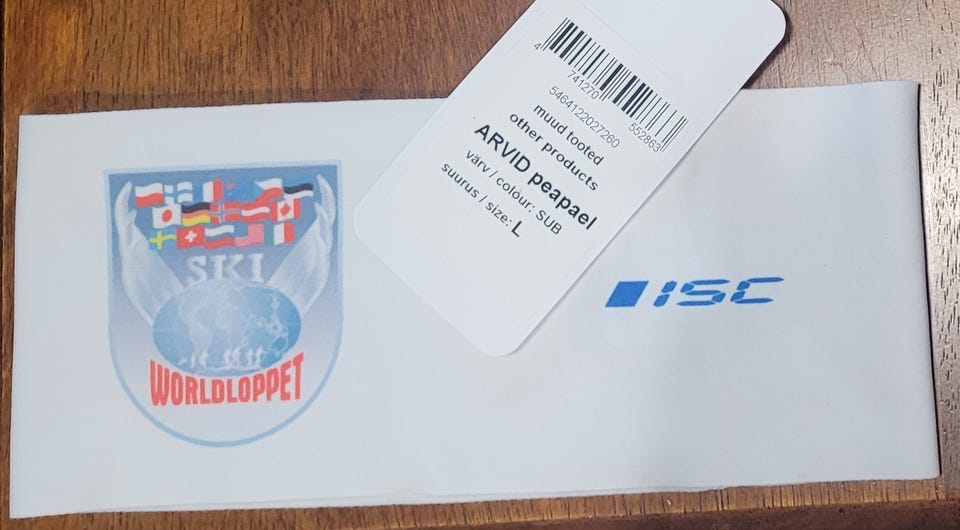 4 741270 552863
5464122027260
muud tooted
other products
ARVID peapael
värv / colour: SUB
suurus / size: L
SKI
WORLDLOPPET
ISC